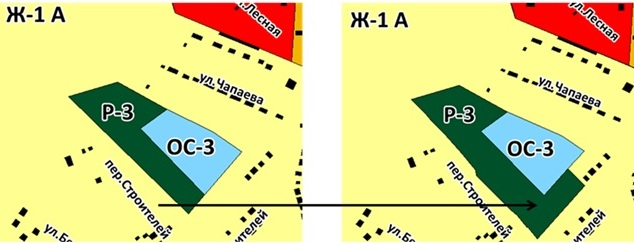 Ж-1 А
ул.Лесная
ул.Чапаева
Р-3
ОС-3
пер.Строителей
Ж-1 А
ул.Лесная
ул.Чапаева
Р-3
ОС-3
пер.Строителей